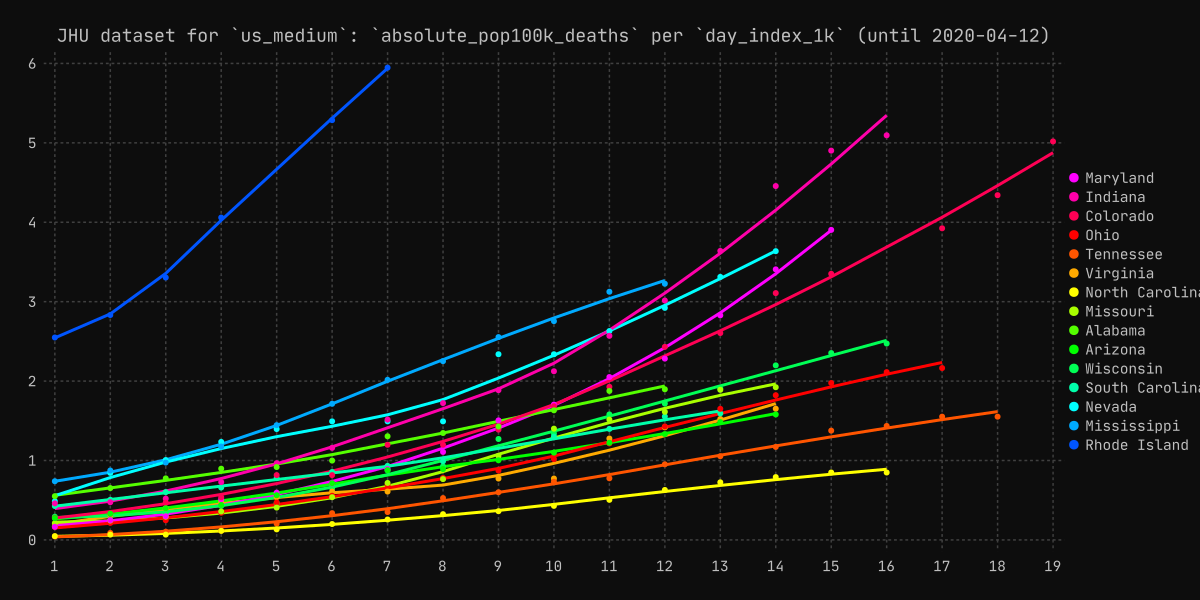 JHU dataset for `us_medium`: `absolute_pop100k_deaths` per `day_index_1k` (until 2020-04-12)
6
5
4
3
2
1
0
1 2 3 4 5 6 7 8 9 10 11 12 13 14 15 16 17 18 19
Maryland
Indiana
Colorado
Ohio
Tennessee
Virginia
North Carolina
Missouri
Alabama
Arizona
Wisconsin
South Carolina
Nevada
Mississippi
Rhode Island